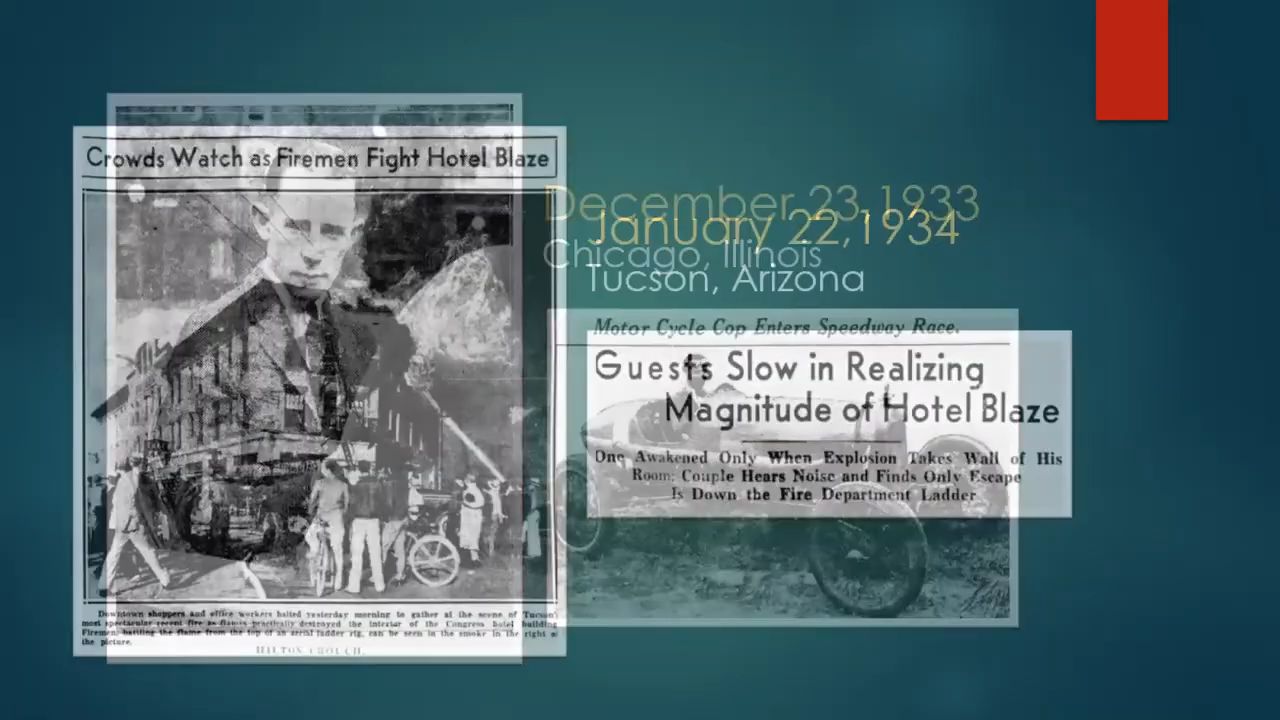 Crowds Watch as Firemen Fight Hotel Blaze
December 23,1933
January 22,1934
Chicago, Illinois
Tucson, Arizona
Motor Cycle Cop Enters Speedway Race.
Guests Slow in Realizing
Magnitude of Hotel Blaze
One Awakened Only When Explosion Takes Wall of His
Room; Couple Hears Noise and Finds Only Escape
Is Down the Fire Department Ladder
Downtown shoppers and office workers halted yesterday morning to gather at the scene of Tucson's
most spectacular recent fire as flames practically destroyed the interior of the Congress hotel building
Firemen, battling the flame from the top of an aerial ladder rig, can be seen in the smoke in the right of
the picture.
HILTON CROUCH.